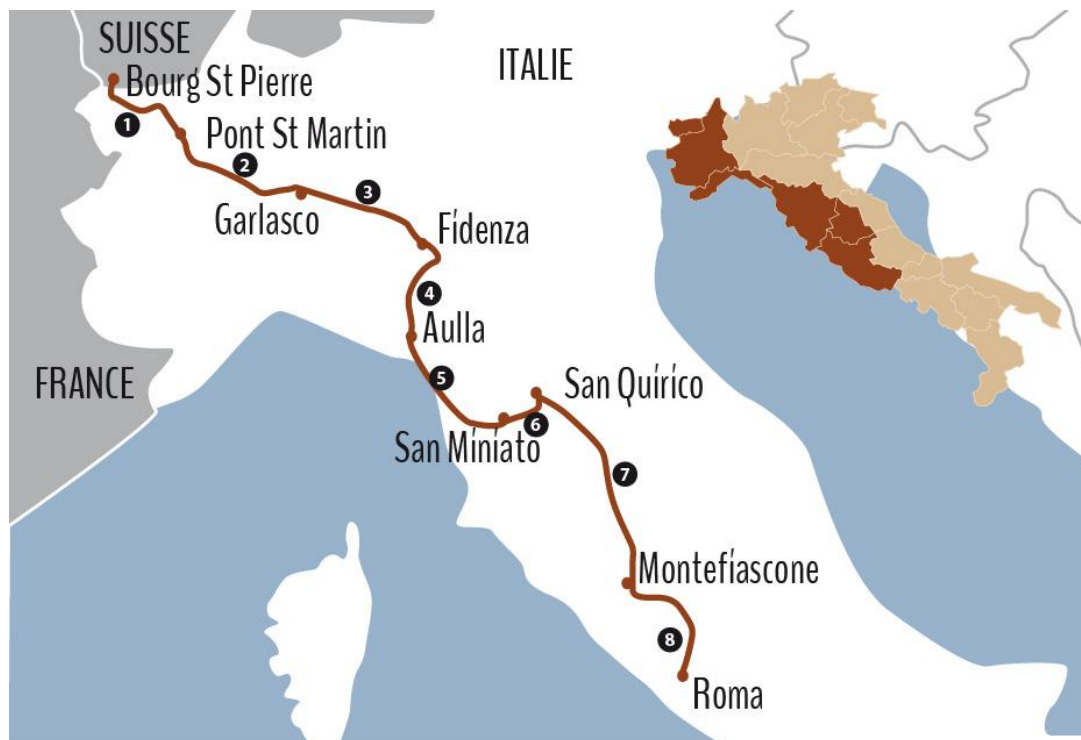 SUISSE
ITALIE
Bourg St Pierre
1
Pont St Martin
2
3
Garlasco
Fidenza
4
Aulla
5
FRANCE
San Quirico
San Miniato
6
7
Montefiascone
8
Roma